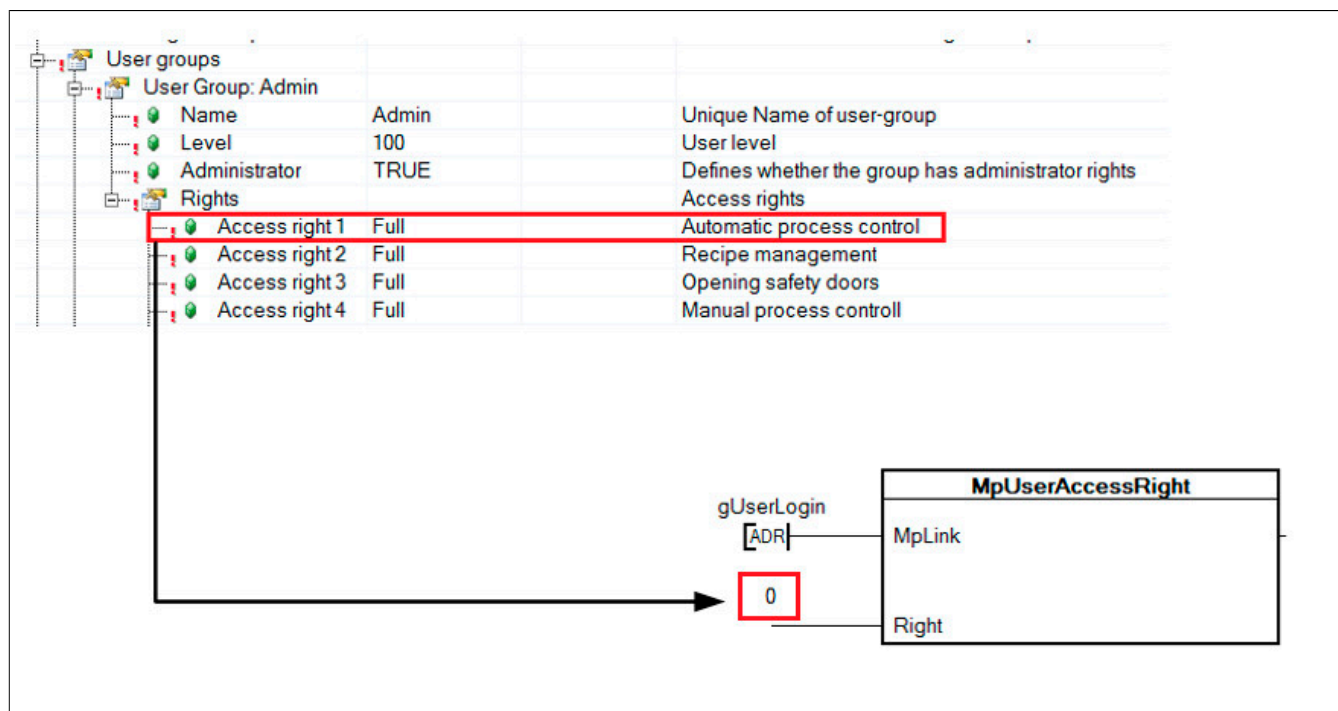 User groups
User Group: Admin
Name Admin Unique Name of user-group
Level 100 User level
Administrator TRUE Defines whether the group has administrator rights
Rights Access rights
Access right 1 Full Automatic process control
Access right 2 Full Recipe management
Access right 3 Full Opening safety doors
Access right 4 Full Manual process controll
MpUserAccessRight
gUserLogin
ADR MpLink
0
Right